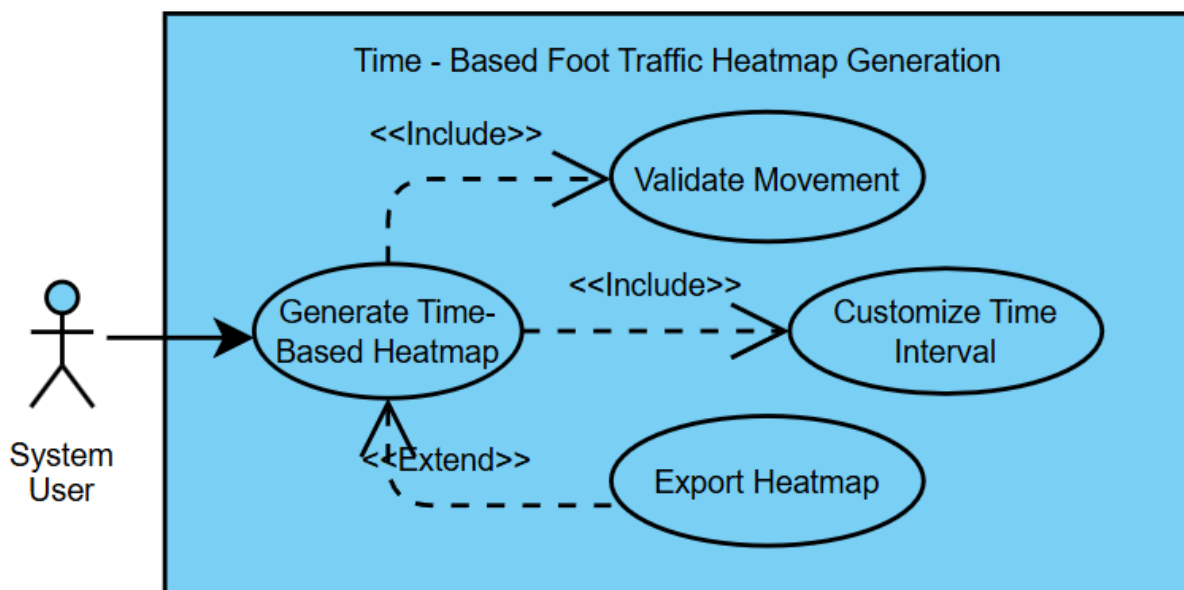 Time - Based Foot Traffic Heatmap Generation
<<Include>>
Validate Movement
<<Include>>
Generate Time-
Based Heatmap
Customize Time
Interval
System
User
<<Extend>>
Export Heatmap